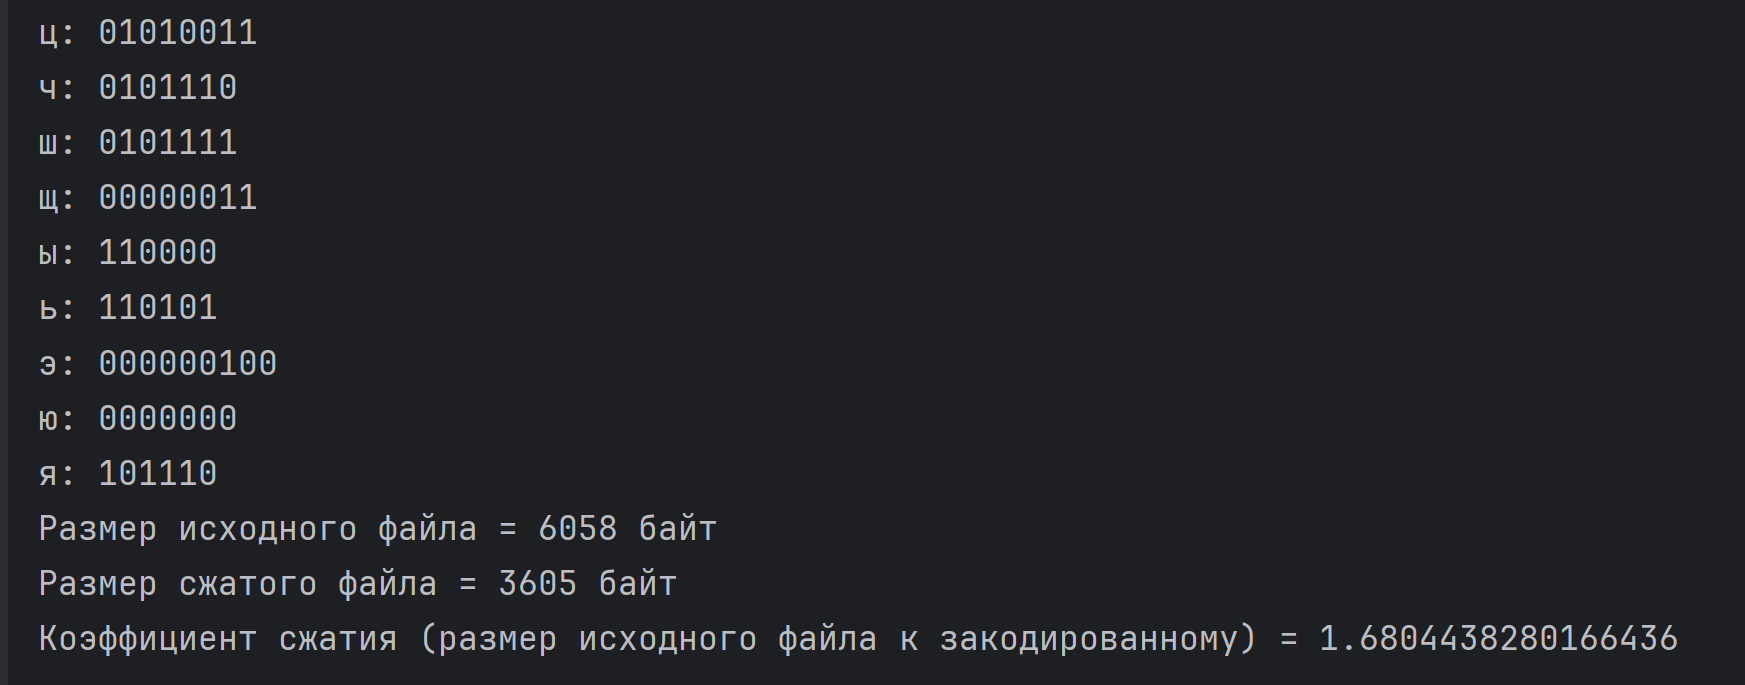 ц: 01010011
ч: 0101110
ш: 0101111
щ: 00000011
ы: 110000
ь: 110101
э: 000000100
ю: 0000000
я: 101110
Размер исходного файла = 6058 байт
Размер сжатого файла = 3605 байт
Коэффициент сжатия (размер исходного файла к закодированному) = 1.6804438280166436